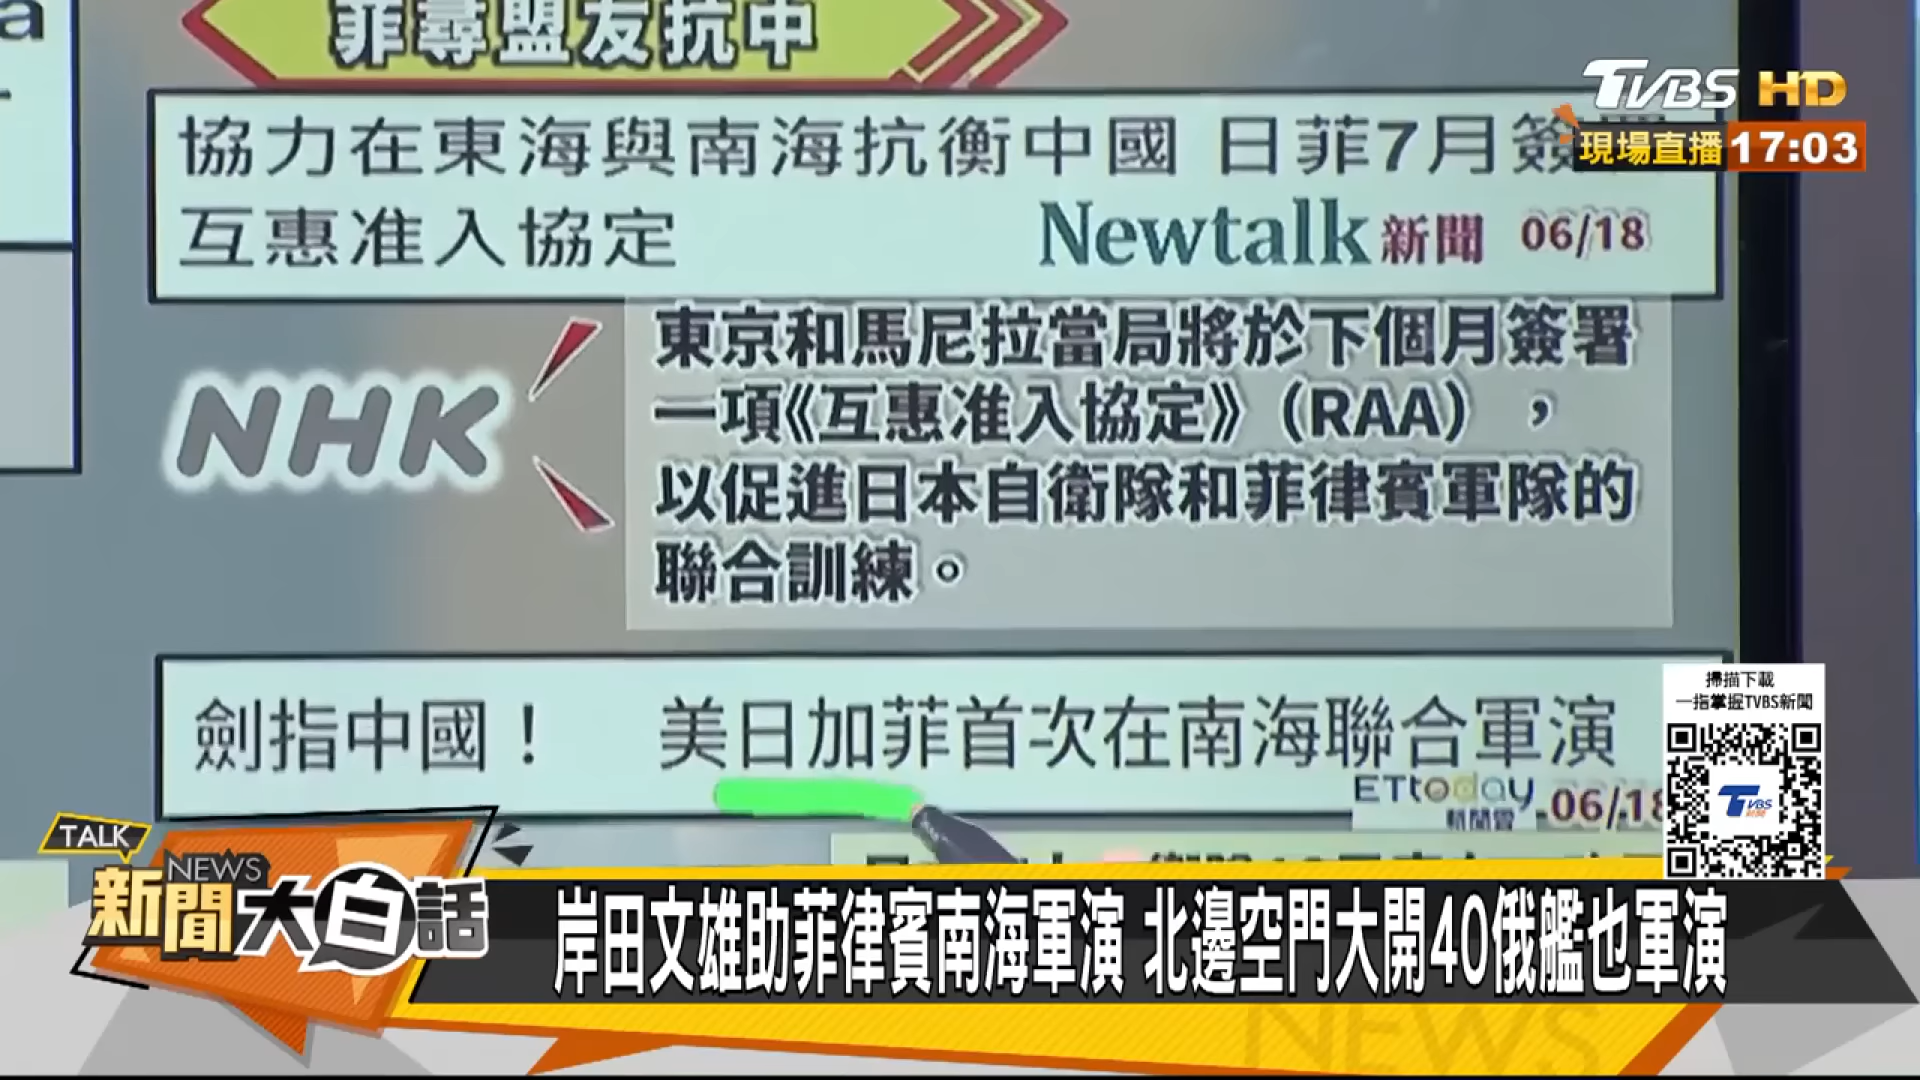 菲尋盟友抗中
TVBS HD
現場直播 17:03
協力在東海與南海抗衡中國 日菲7月簽
互惠准入協定
Newtalk新聞 06/18
NHK
東京和馬尼拉當局將於下個月簽署
一項《互惠准入協定》（RAA），
以促進日本自衛隊和菲律賓軍隊的
聯合訓練。
劍指中國！ 美日加菲首次在南海聯合軍演
ETtoday
新聞雲
06/18
掃描下載
一指掌握TVBS新聞
TVBS
新聞
TALK
NEWS
新聞大白話
岸田文雄助菲律賓南海軍演 北邊空門大開40俄艦也軍演
NEWS